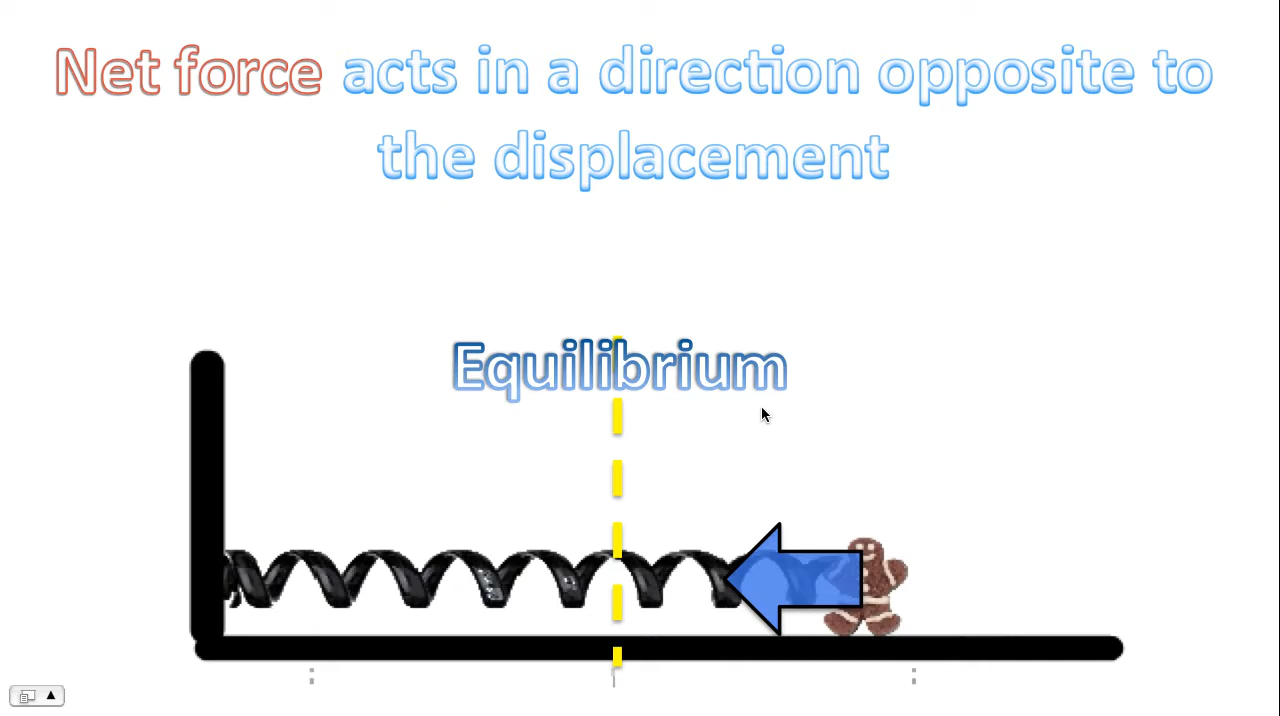 Net force acts in a direction opposite to
the displacement
Equilibrium